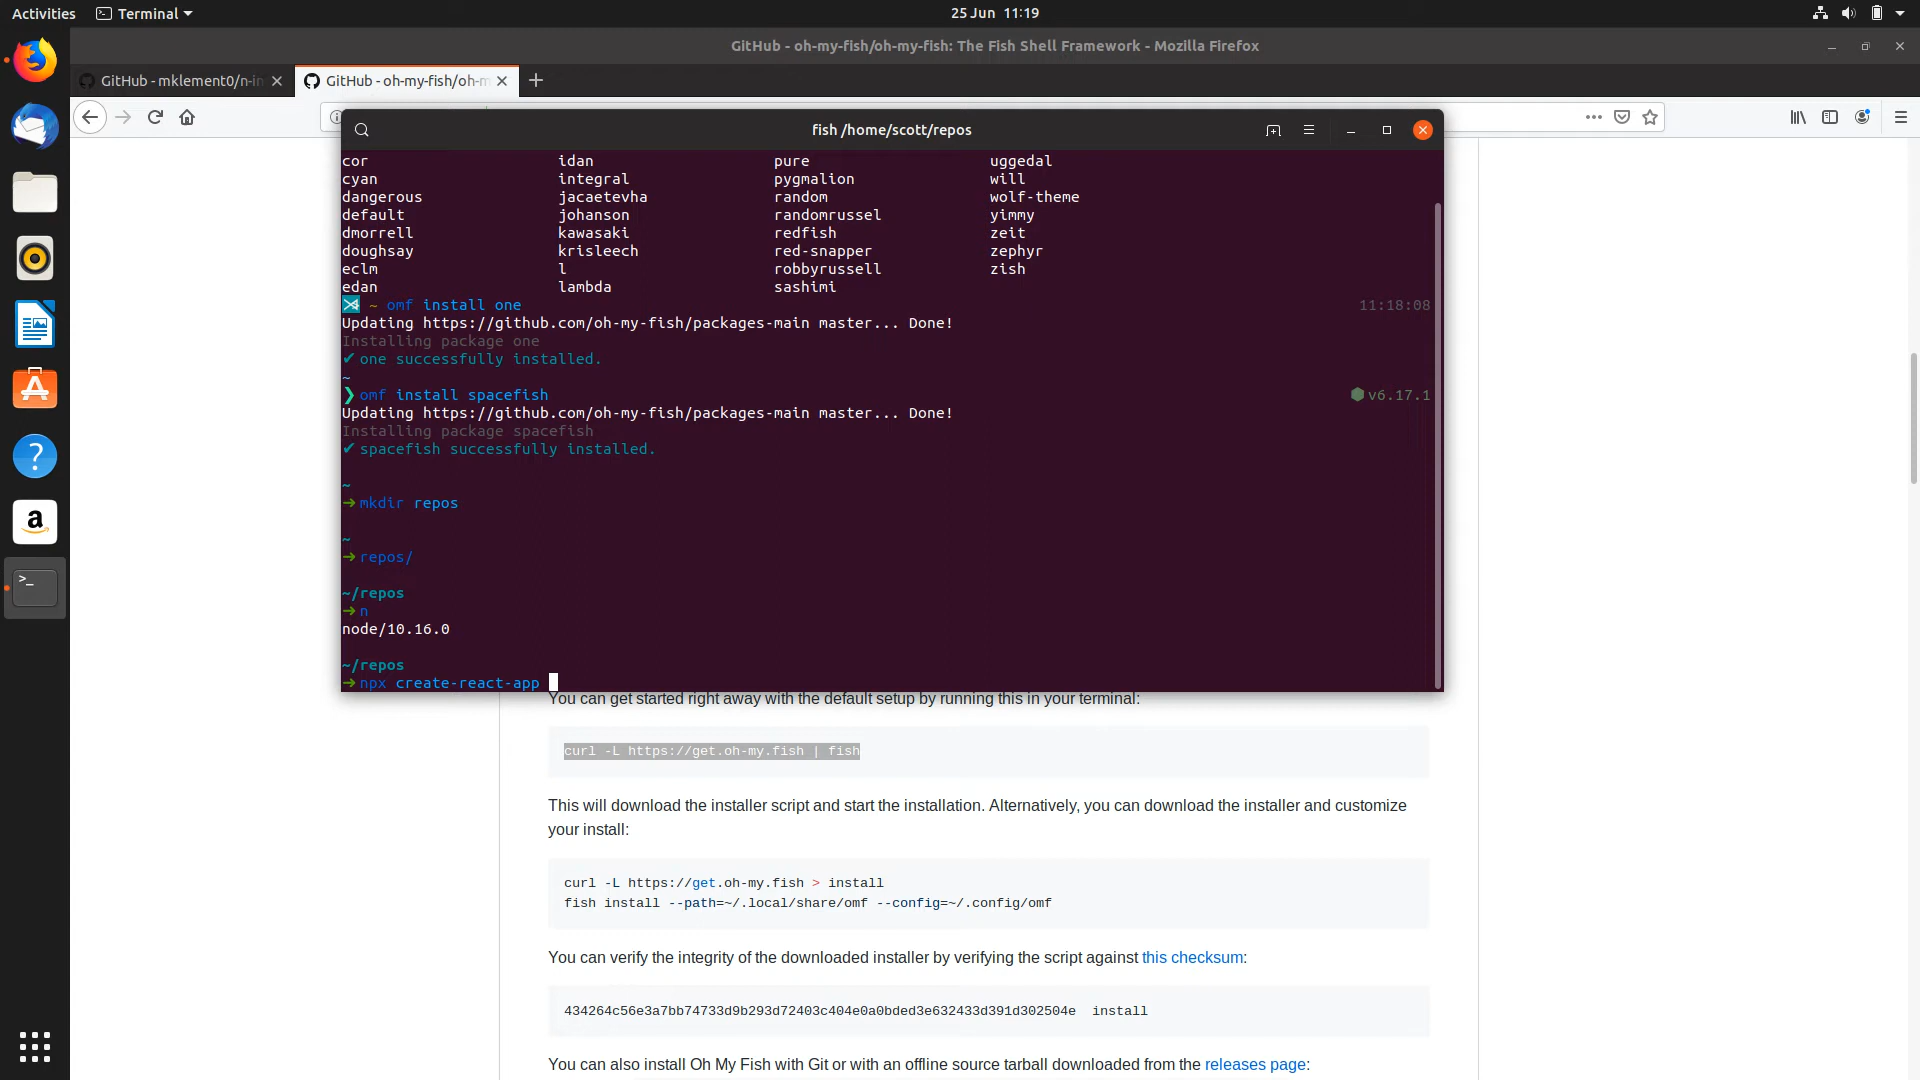 Activities
Terminal
25 Jun 11:19
GitHub - oh-my-fish/oh-my-fish: The Fish Shell Framework - Mozilla Firefox
GitHub - mklement0/n-in
GitHub - oh-my-fish/oh-m
fish /home/scott/repos
cor idan pure uggedal
cyan integral pygmalion will
dangerous jacaetevha random wolf-theme
default johanson randomrussel yimmy
dmorrell kawasaki redfish zeit
doughsay krisleech red-snapper zephyr
eclm l robbyrussell zish
edan lambda sashimi
~ omf install one 11:18:08
Updating https://github.com/oh-my-fish/packages-main master... Done!
Installing package one
✔ one successfully installed.
~
❯ omf install spacefish ⬢ v6.17.1
Updating https://github.com/oh-my-fish/packages-main master... Done!
Installing package spacefish
✔ spacefish successfully installed.
~
➜ mkdir repos
~
➜ repos/
~/repos
➜ n
node/10.16.0
~/repos
➜ npx create-react-app
You can get started right away with the default setup by running this in your terminal:
curl -L https://get.oh-my.fish | fish
This will download the installer script and start the installation. Alternatively, you can download the installer and customize
your install:
curl -L https://get.oh-my.fish > install
fish install --path=~/.local/share/omf --config=~/.config/omf
You can verify the integrity of the downloaded installer by verifying the script against this checksum:
434264c56e3a7bb74733d9b293d72403c404e0a0bded3e632433d391d302504e install
You can also install Oh My Fish with Git or with an offline source tarball downloaded from the releases page: